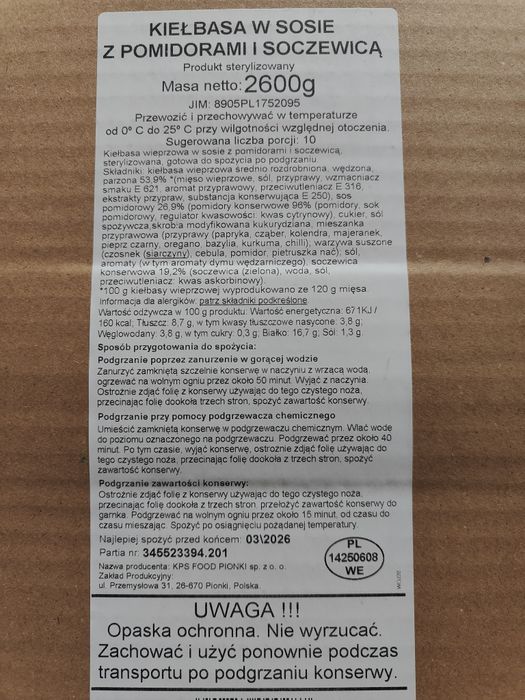 KIEŁBASA W SOSIE
Z POMIDORAMI I SOCZEWICĄ
Produkt sterylizowany
Masa netto: 2600g
JIM: 8905PL1752095
Przewozić i przechowywać w temperaturze
od 0° C do 25° C przy wilgotności względnej otoczenia.
Sugerowana liczba porcji: 10
Kiełbasa wieprzowa w sosie z pomidorami i soczewicą,
sterylizowana, gotowa do spożycia po podgrzaniu
Składniki: kiełbasa wieprzowa średnio rozdrobniona, wędzona,
parzona 53,9% *(mięso wieprzowe, sól, przyprawy, wzmacniacz
smaku E 621, aromat przyprawowy, przeciwutleniacz E 316,
ekstrakty przypraw, substancja konserwująca E 250), sos
pomidorowy 26,9% (pomidory konserwowe 96% (pomidory, sok
pomidorowy, regulator kwasowości: kwas cytrynowy), cukier, sól
spożywcza,skrobia modyfikowana kukurydziana, mieszanka
przyprawowa (przyprawy (papryka, cząber, kolendra, majeranek,
pieprz czarny, oregano, bazylia, kurkuma, chilli), warzywa suszone
(czosnek (siarczyny), cebula, pomidor, pietruszka nać), sól,
aromaty (w tym aromaty dymu wędzarniczego), soczewica
konserwowa 19,2% (soczewica (zielona), woda, sól,
przeciwutleniacz: kwas askorbinowy).
*100 g kiełbasy wieprzowej wyprodukowano ze 120 g mięsa.
Informacja dla alergików: patrz składniki podkreślone.
Wartość odżywcza w 100 g produktu: Wartość energetyczna: 671KJ /
160 kcal; Tłuszcz: 8,7 g, w tym kwasy tłuszczowe nasycone: 3,8 g;
Węglowodany: 3,8 g, w tym cukry: 0,3 g; Białko: 16,7 g; Sól: 1,3 g
Sposób przygotowania do spożycia:
Podgrzanie poprzez zanurzenie w gorącej wodzie
Zanurzyć zamkniętą szczelnie konserwę w naczyniu z wrzącą wodą,
ogrzewać na wolnym ogniu przez około 50 minut. Wyjąć z naczynia.
Ostrożnie zdjąć folię z konserwy używając do tego czystego noża,
przecinając folię dookoła trzech stron, spożyć zawartość konserwy.
Podgrzanie przy pomocy podgrzewacza chemicznego
Umieścić zamkniętą konserwę w podgrzewaczu chemicznym. Wlać wodę
do poziomu oznaczonego na podgrzewaczu. Podgrzewać przez około 40
minut. Po tym czasie, wyjąć konserwę, ostrożnie zdjąć folię używając do
tego czystego noża, przecinając folię dookoła z trzech stron, spożyć
zawartość konserwy.
Podgrzanie zawartości konserwy:
Ostrożnie zdjąć folię z konserwy używając do tego czystego noża,
przecinając folię dookoła z trzech stron, przełożyć zawartość konserwy do
garnka. Podgrzewać na wolnym ogniu przez około 15 minut, od czasu do
czasu mieszając. Spożyć po osiągnięciu pożądanej temperatury.
Najlepiej spożyć przed końcem: 03\2026
Partia nr: 345523394.201
Nazwa producenta: KPS FOOD PIONKI sp. z o. o.
Zakład Produkcyjny:
ul. Przemysłowa 31, 26-670 Pionki, Polska.
PL
14250608
WE
UWAGA !!!
Opaska ochronna. Nie wyrzucać.
Zachować i użyć ponownie podczas
transportu po podgrzaniu konserwy.